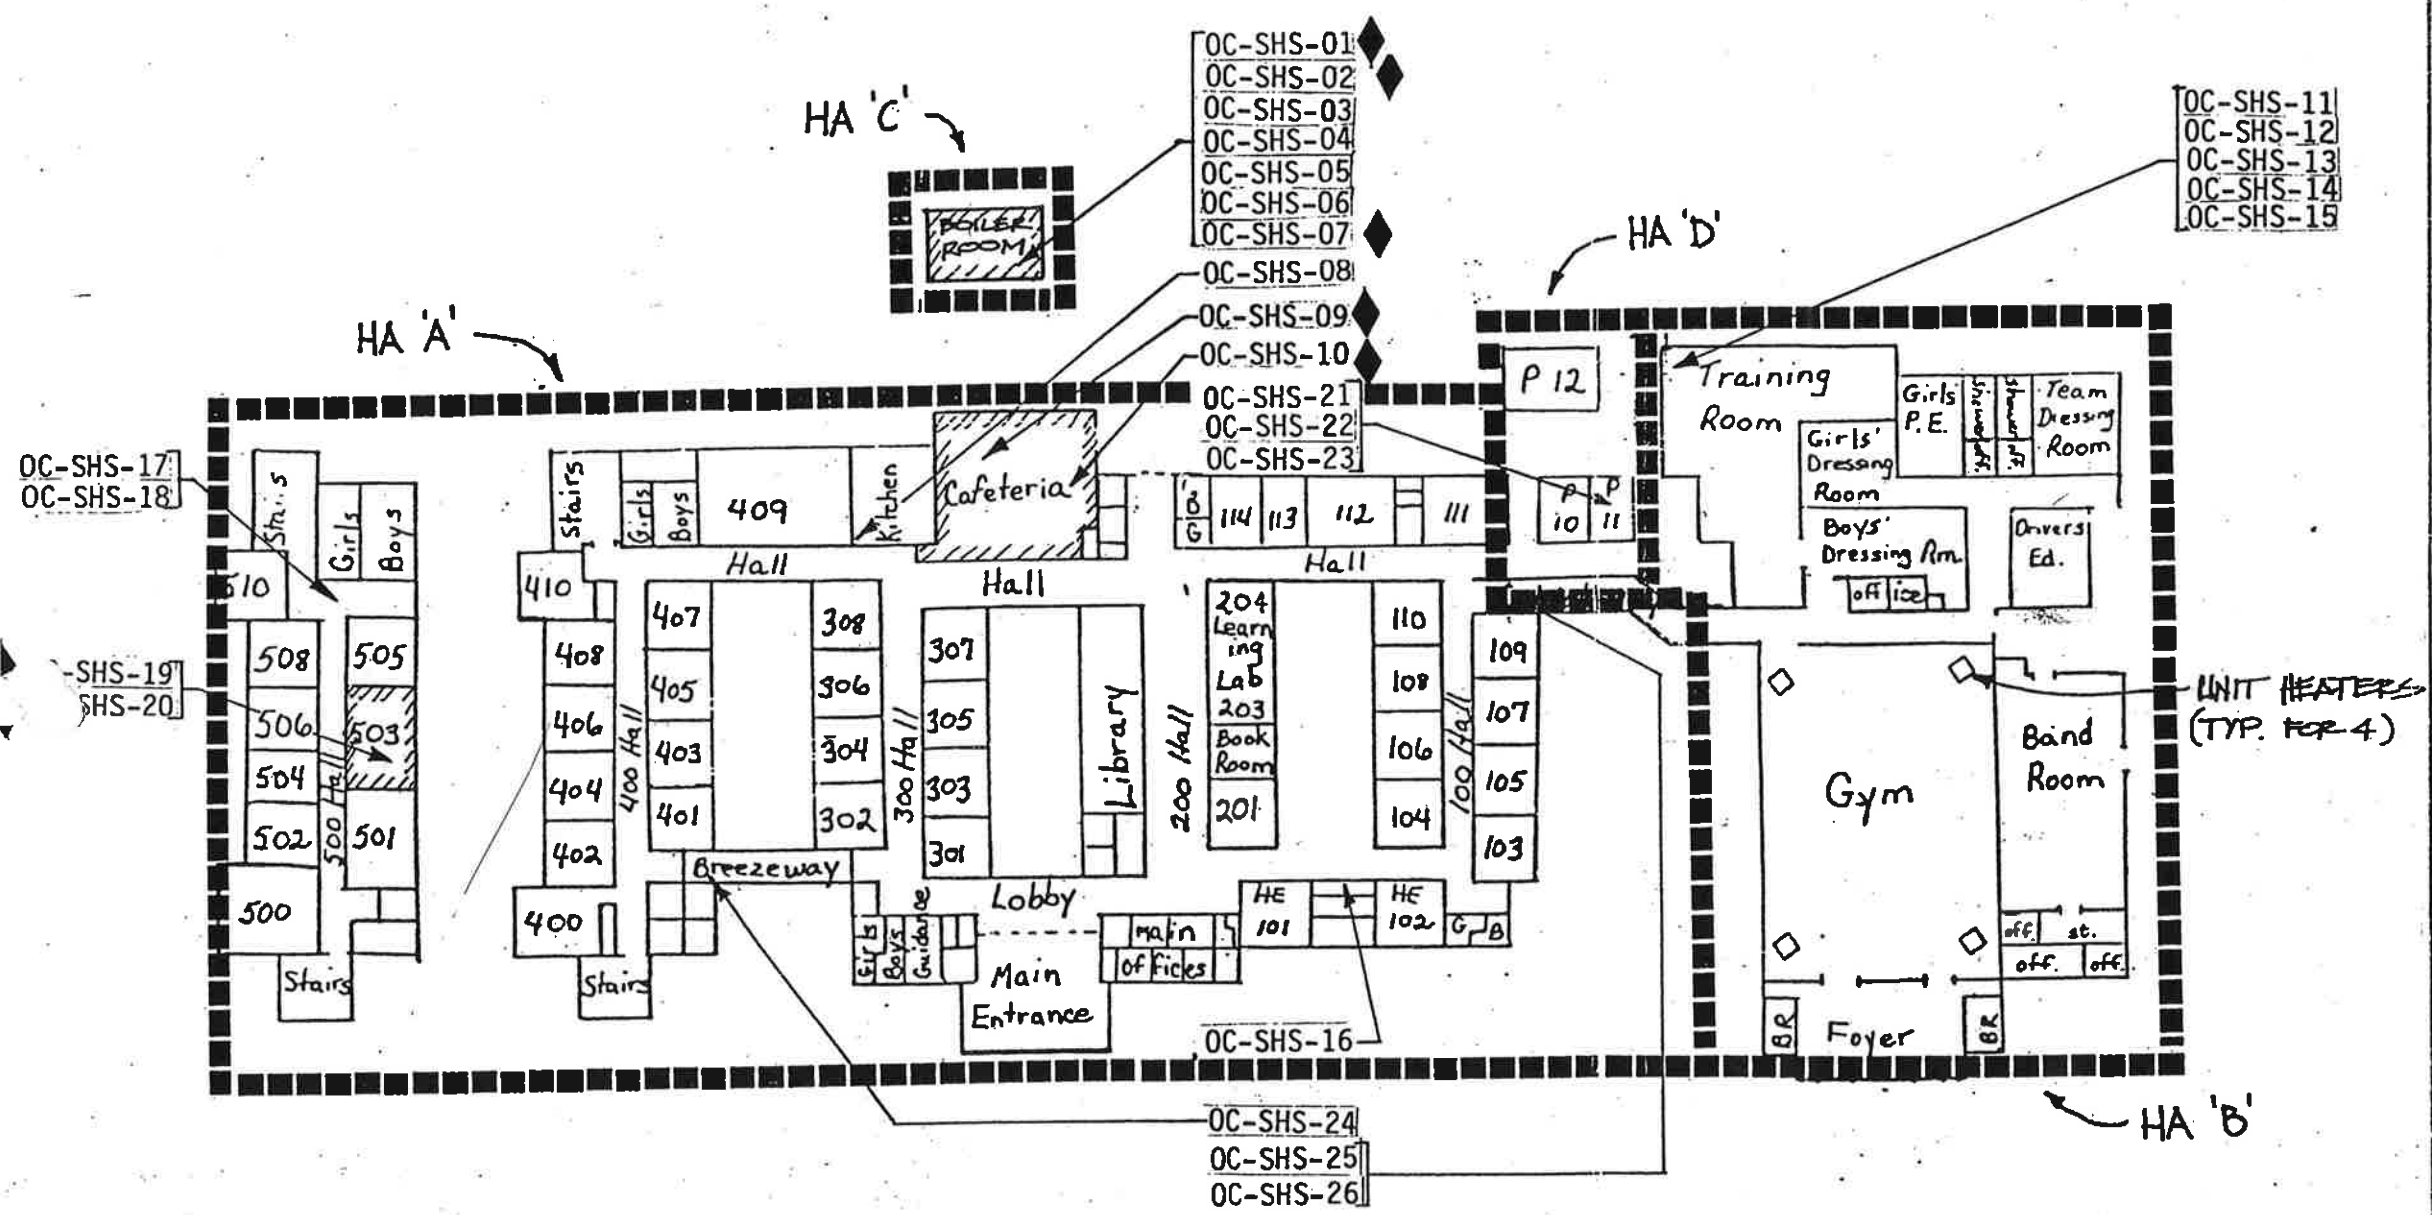 OC-SHS-01
OC-SHS-02
OC-SHS-03
OC-SHS-04
OC-SHS-05
OC-SHS-06
OC-SHS-07
OC-SHS-08
OC-SHS-09
OC-SHS-10
OC-SHS-21
OC-SHS-22
OC-SHS-23
OC-SHS-11
OC-SHS-12
OC-SHS-13
OC-SHS-14
OC-SHS-15
HA 'C'
BOILER
ROOM
HA 'D'
HA 'A'
OC-SHS-17
OC-SHS-18
-SHS-19
SHS-20
Stairs
Girls
Boys
510
508
505
506
503
504
502
501
500 Ha
500
Stairs
Stairs
Girls
Boys
409
Kitchen
Cafeteria
Hall
Hall
410
408
406
404
402
400
Stairs
400 Hall
407
405
403
401
308
306
304
302
Breezeway
300 Hall
307
305
303
301
Library
Lobby
Girls
Boys
Guidance
Main
Entrance
Main
Offices
B
G
114
113
112
111
Hall
200 Hall
204
Learn
ing
Lab
203
Book
Room
201
110
108
106
104
100 Hall
109
107
105
103
HE
101
HE
102
G
B
OC-SHS-16
P 12
P
10
P
11
Training
Room
Girls'
P.E.
Shower
off.
Shower
off.
Team
Dressing
Room
Girls'
Dressing
Room
Boys'
Dressing Rm.
office
Drivers
Ed.
UNIT HEATERS
(TYP. FOR 4)
Gym
Band
Room
off.
st.
off.
off.
BR
Foyer
BR
HA 'B'
OC-SHS-24
OC-SHS-25
OC-SHS-26